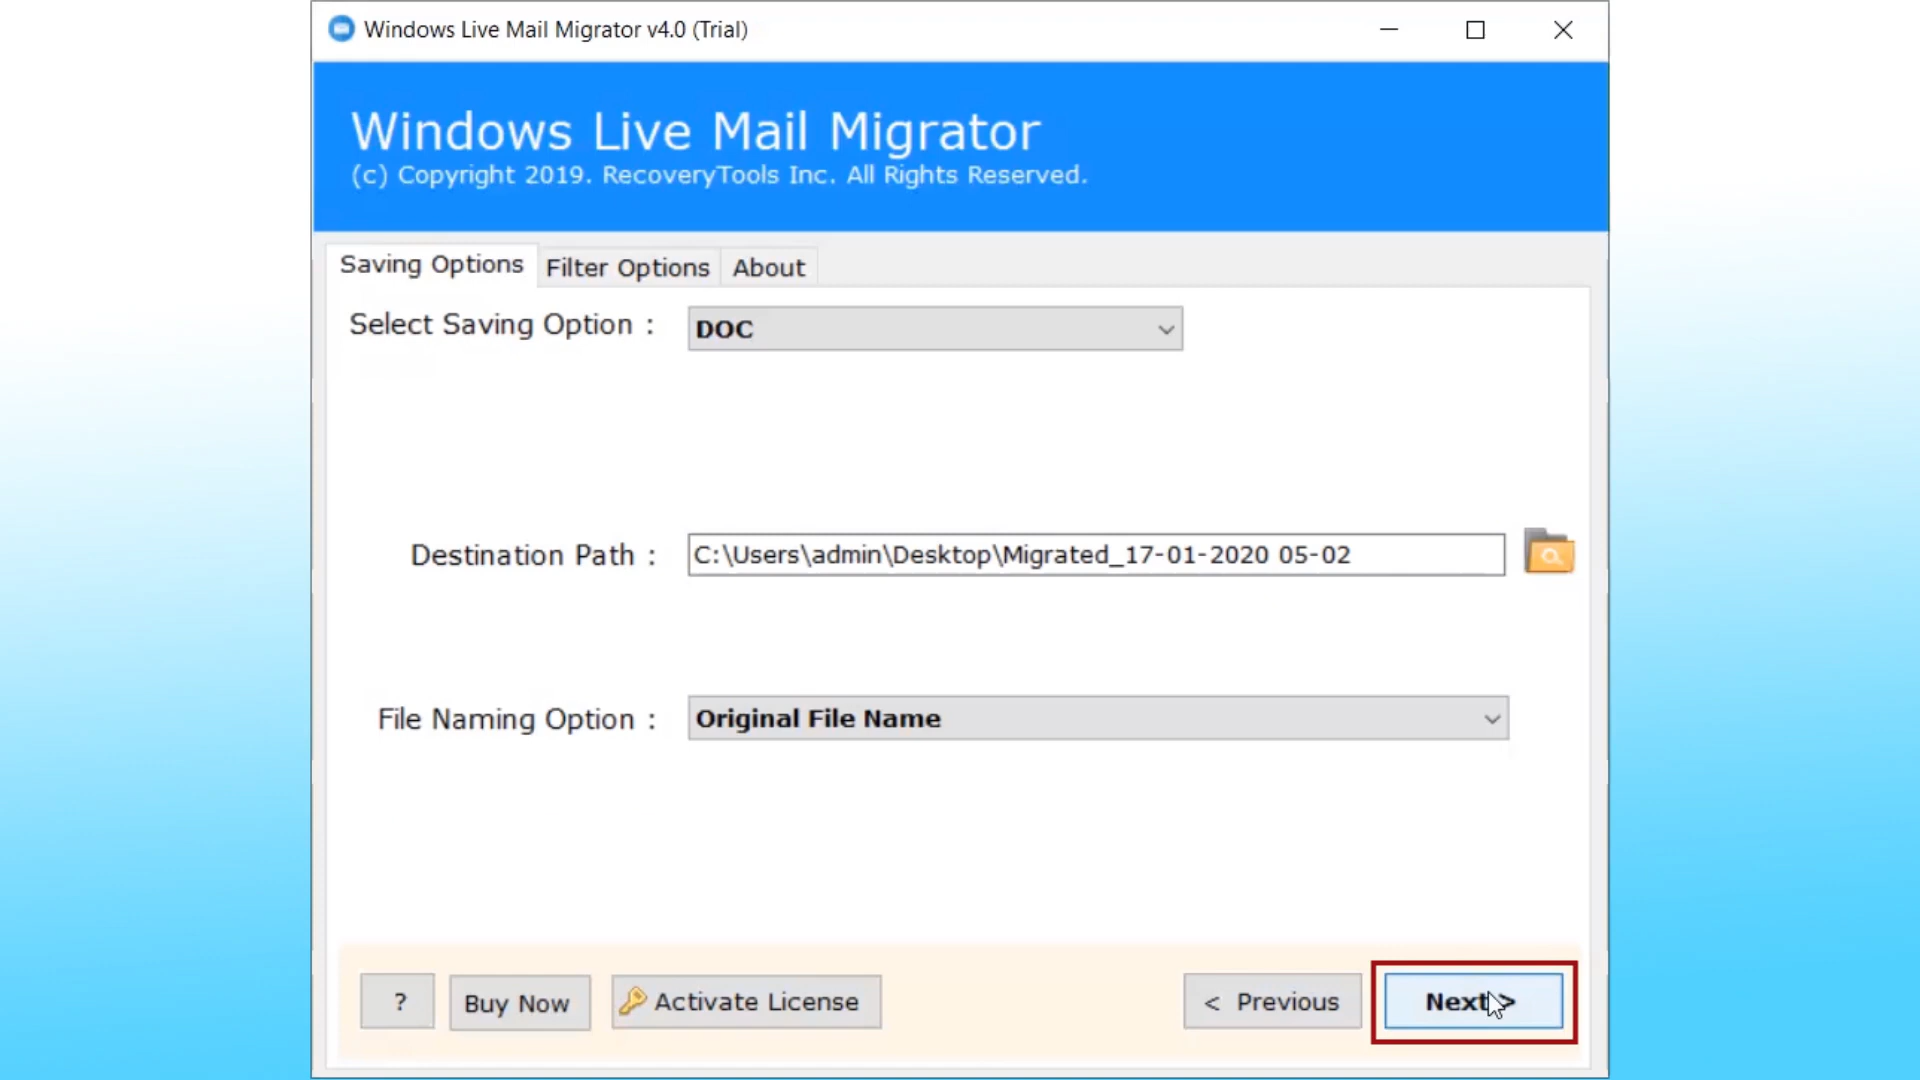 Windows Live Mail Migrator v4.0 (Trial)
Windows Live Mail Migrator
(c) Copyright 2019. RecoveryTools Inc. All Rights Reserved.
Saving Options Filter Options About
Select Saving Option : DOC
Destination Path : C:\Users\admin\Desktop\Migrated_17-01-2020 05-02
File Naming Option : Original File Name
? Buy Now Activate License < Previous Next >